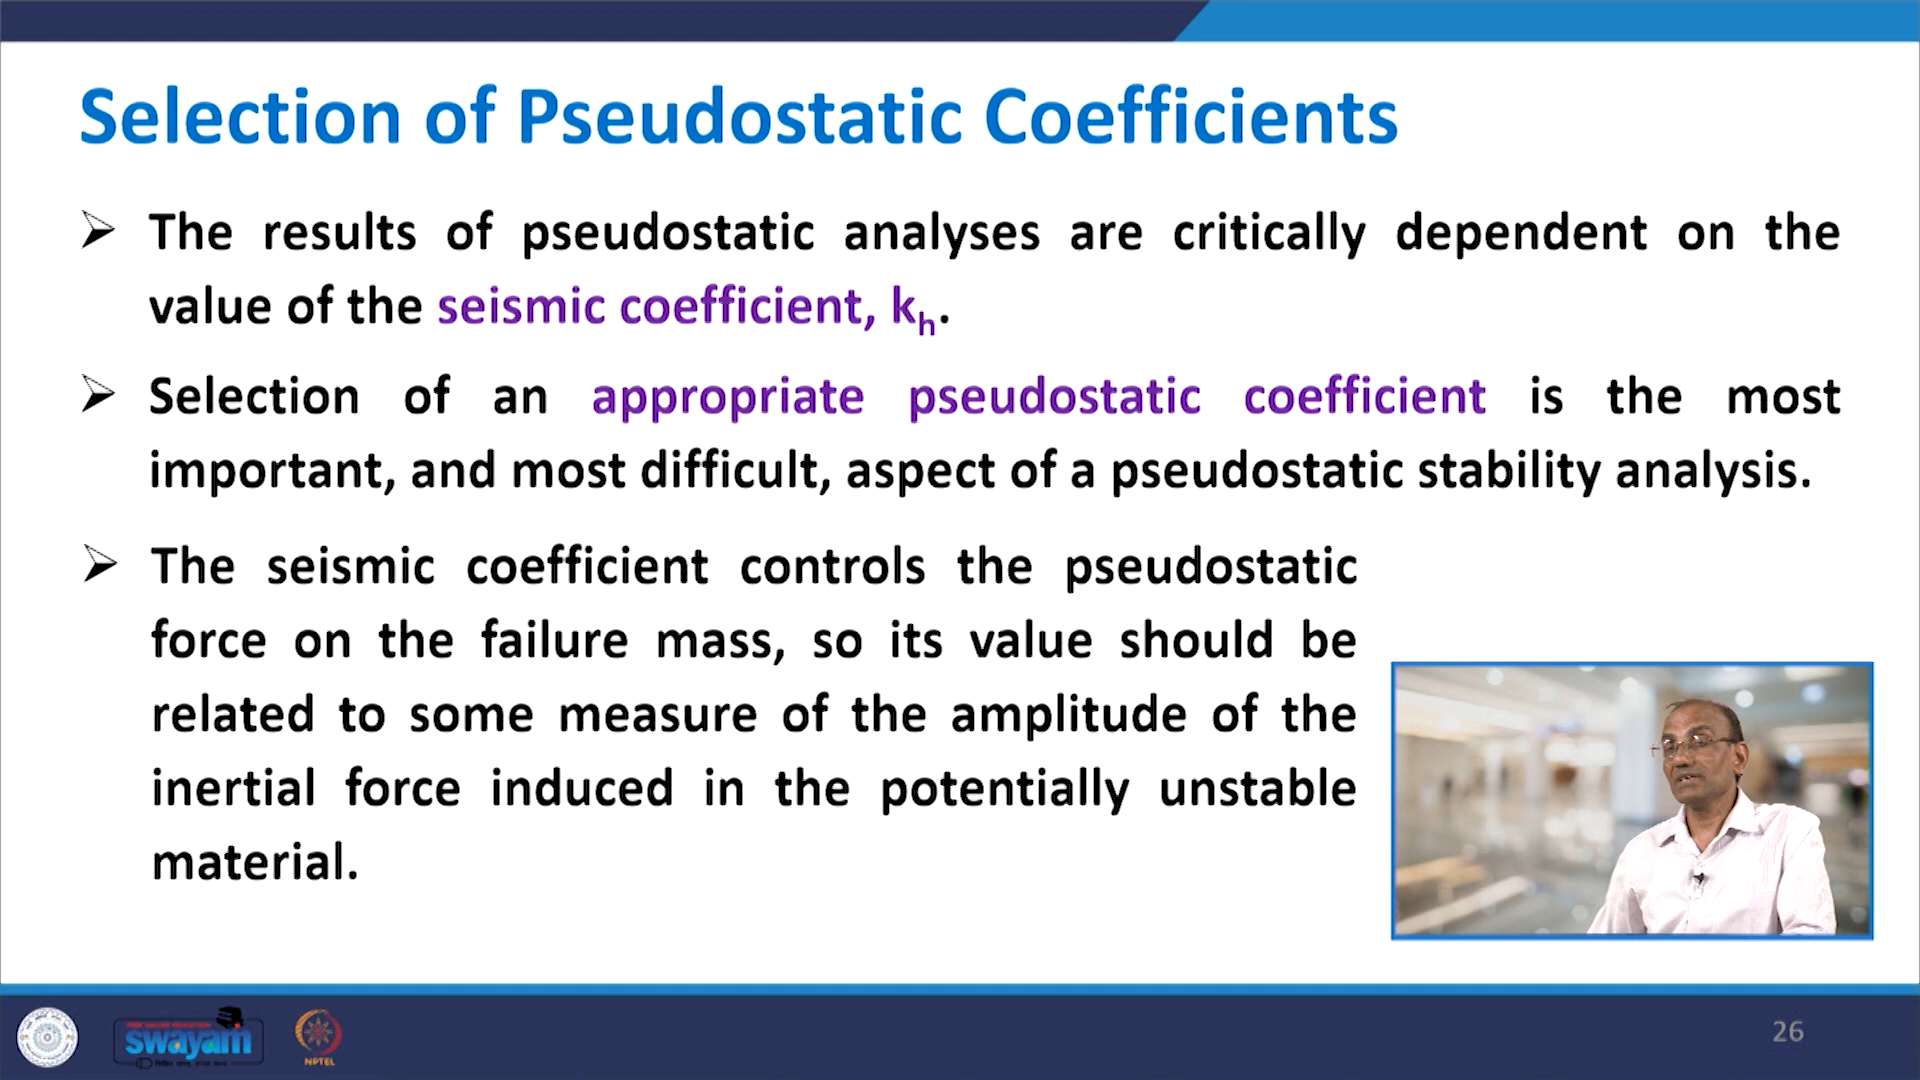 Selection of Pseudostatic Coefficients
➢ The results of pseudostatic analyses are critically dependent on the
value of the seismic coefficient, kh.
➢ Selection of an appropriate pseudostatic coefficient is the most
important, and most difficult, aspect of a pseudostatic stability analysis.
➢ The seismic coefficient controls the pseudostatic
force on the failure mass, so its value should be
related to some measure of the amplitude of the
inertial force induced in the potentially unstable
material.
swayam
NPTEL
26